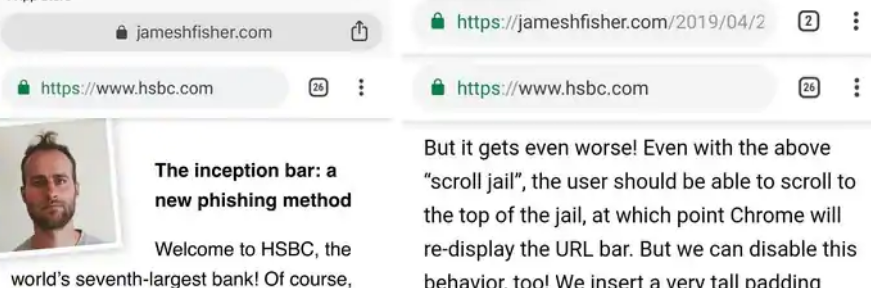 jameshfisher.com
https://www.hsbc.com
26
The inception bar: a
new phishing method
Welcome to HSBC, the
world's seventh-largest bank! Of course,
https://jameshfisher.com/2019/04/2
2
https://www.hsbc.com
26
But it gets even worse! Even with the above
“scroll jail”, the user should be able to scroll to
the top of the jail, at which point Chrome will
re-display the URL bar. But we can disable this
behavior, too! We insert a very tall padding